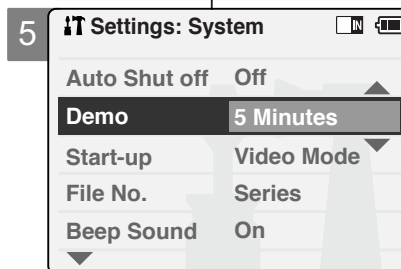 5
Settings: System
IN
Auto Shut off Off
Demo 5 Minutes
Start-up Video Mode
File No. Series
Beep Sound On